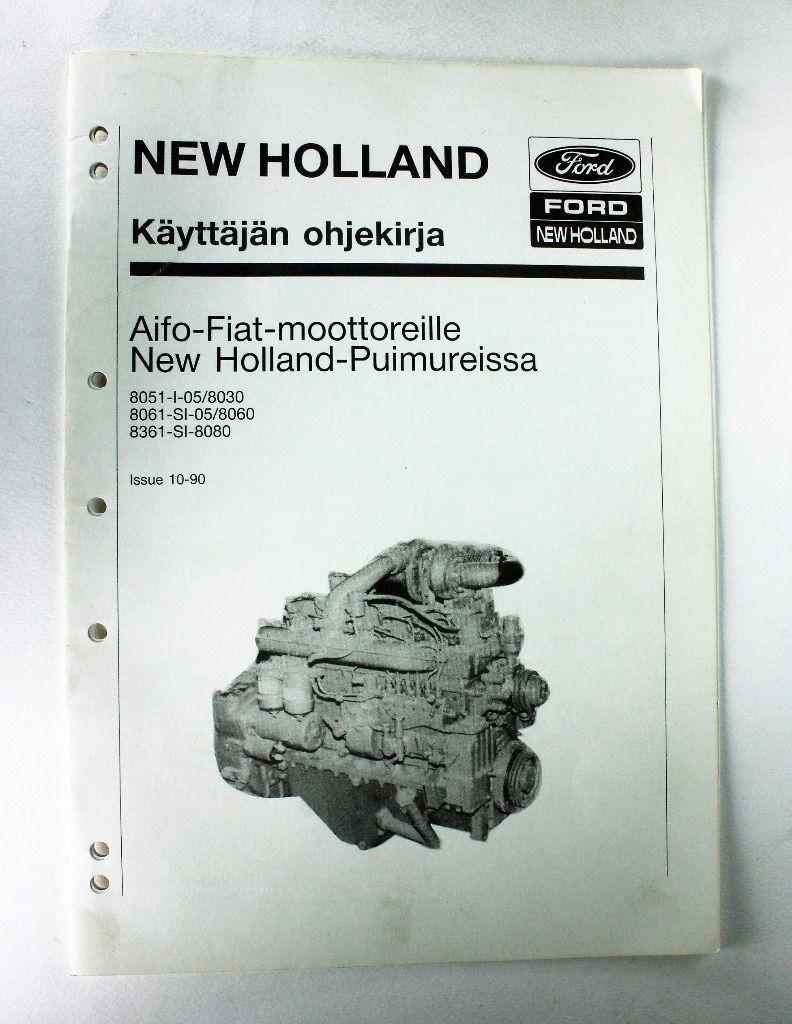 NEW HOLLAND
Ford
FORD
NEW HOLLAND
Käyttäjän ohjekirja
Aifo-Fiat-moottoreille
New Holland-Puimureissa
8051-I-05/8030
8061-SI-05/8060
8361-SI-8080
Issue 10-90